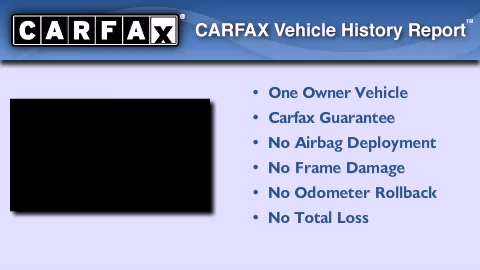 CARFAX® CARFAX Vehicle History Report™
• One Owner Vehicle
• Carfax Guarantee
• No Airbag Deployment
• No Frame Damage
• No Odometer Rollback
• No Total Loss